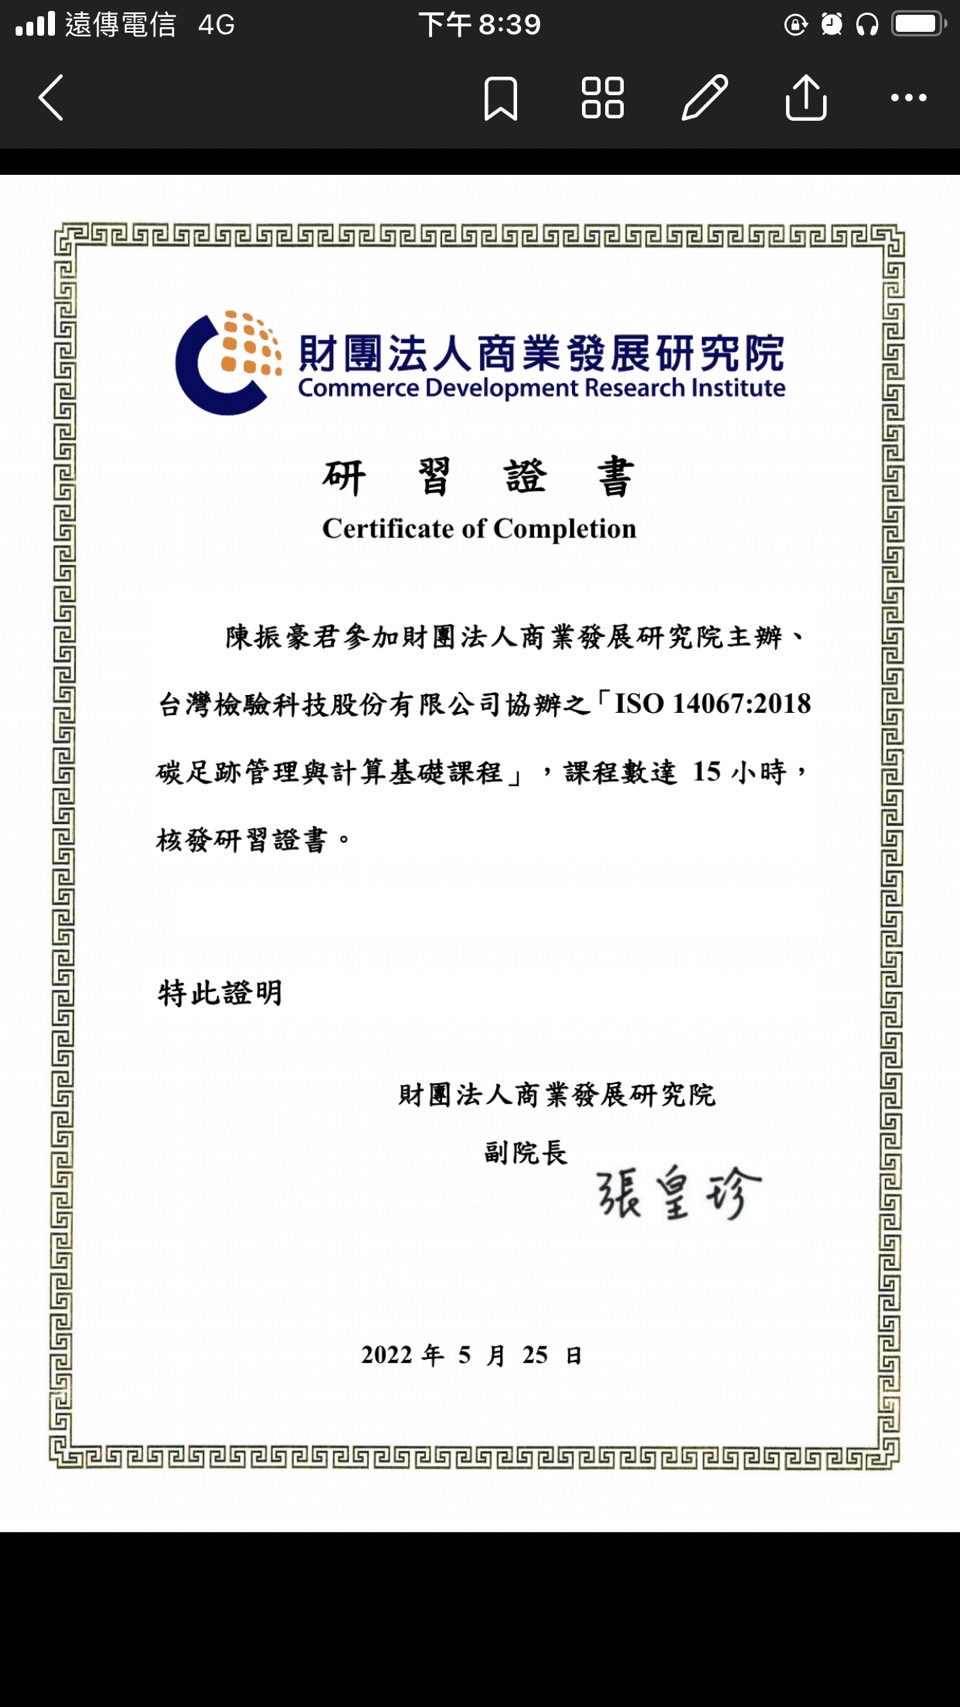 遠傳電信 4G 下午8:39
財團法人商業發展研究院
Commerce Development Research Institute
研習證書
Certificate of Completion
陳振豪君參加財團法人商業發展研究院主辦、
台灣檢驗科技股份有限公司協辦之「ISO 14067:2018
碳足跡管理與計算基礎課程」，課程數達 15 小時，
核發研習證書。
特此證明
財團法人商業發展研究院
副院長
張皇珍
2022 年 5 月 25 日